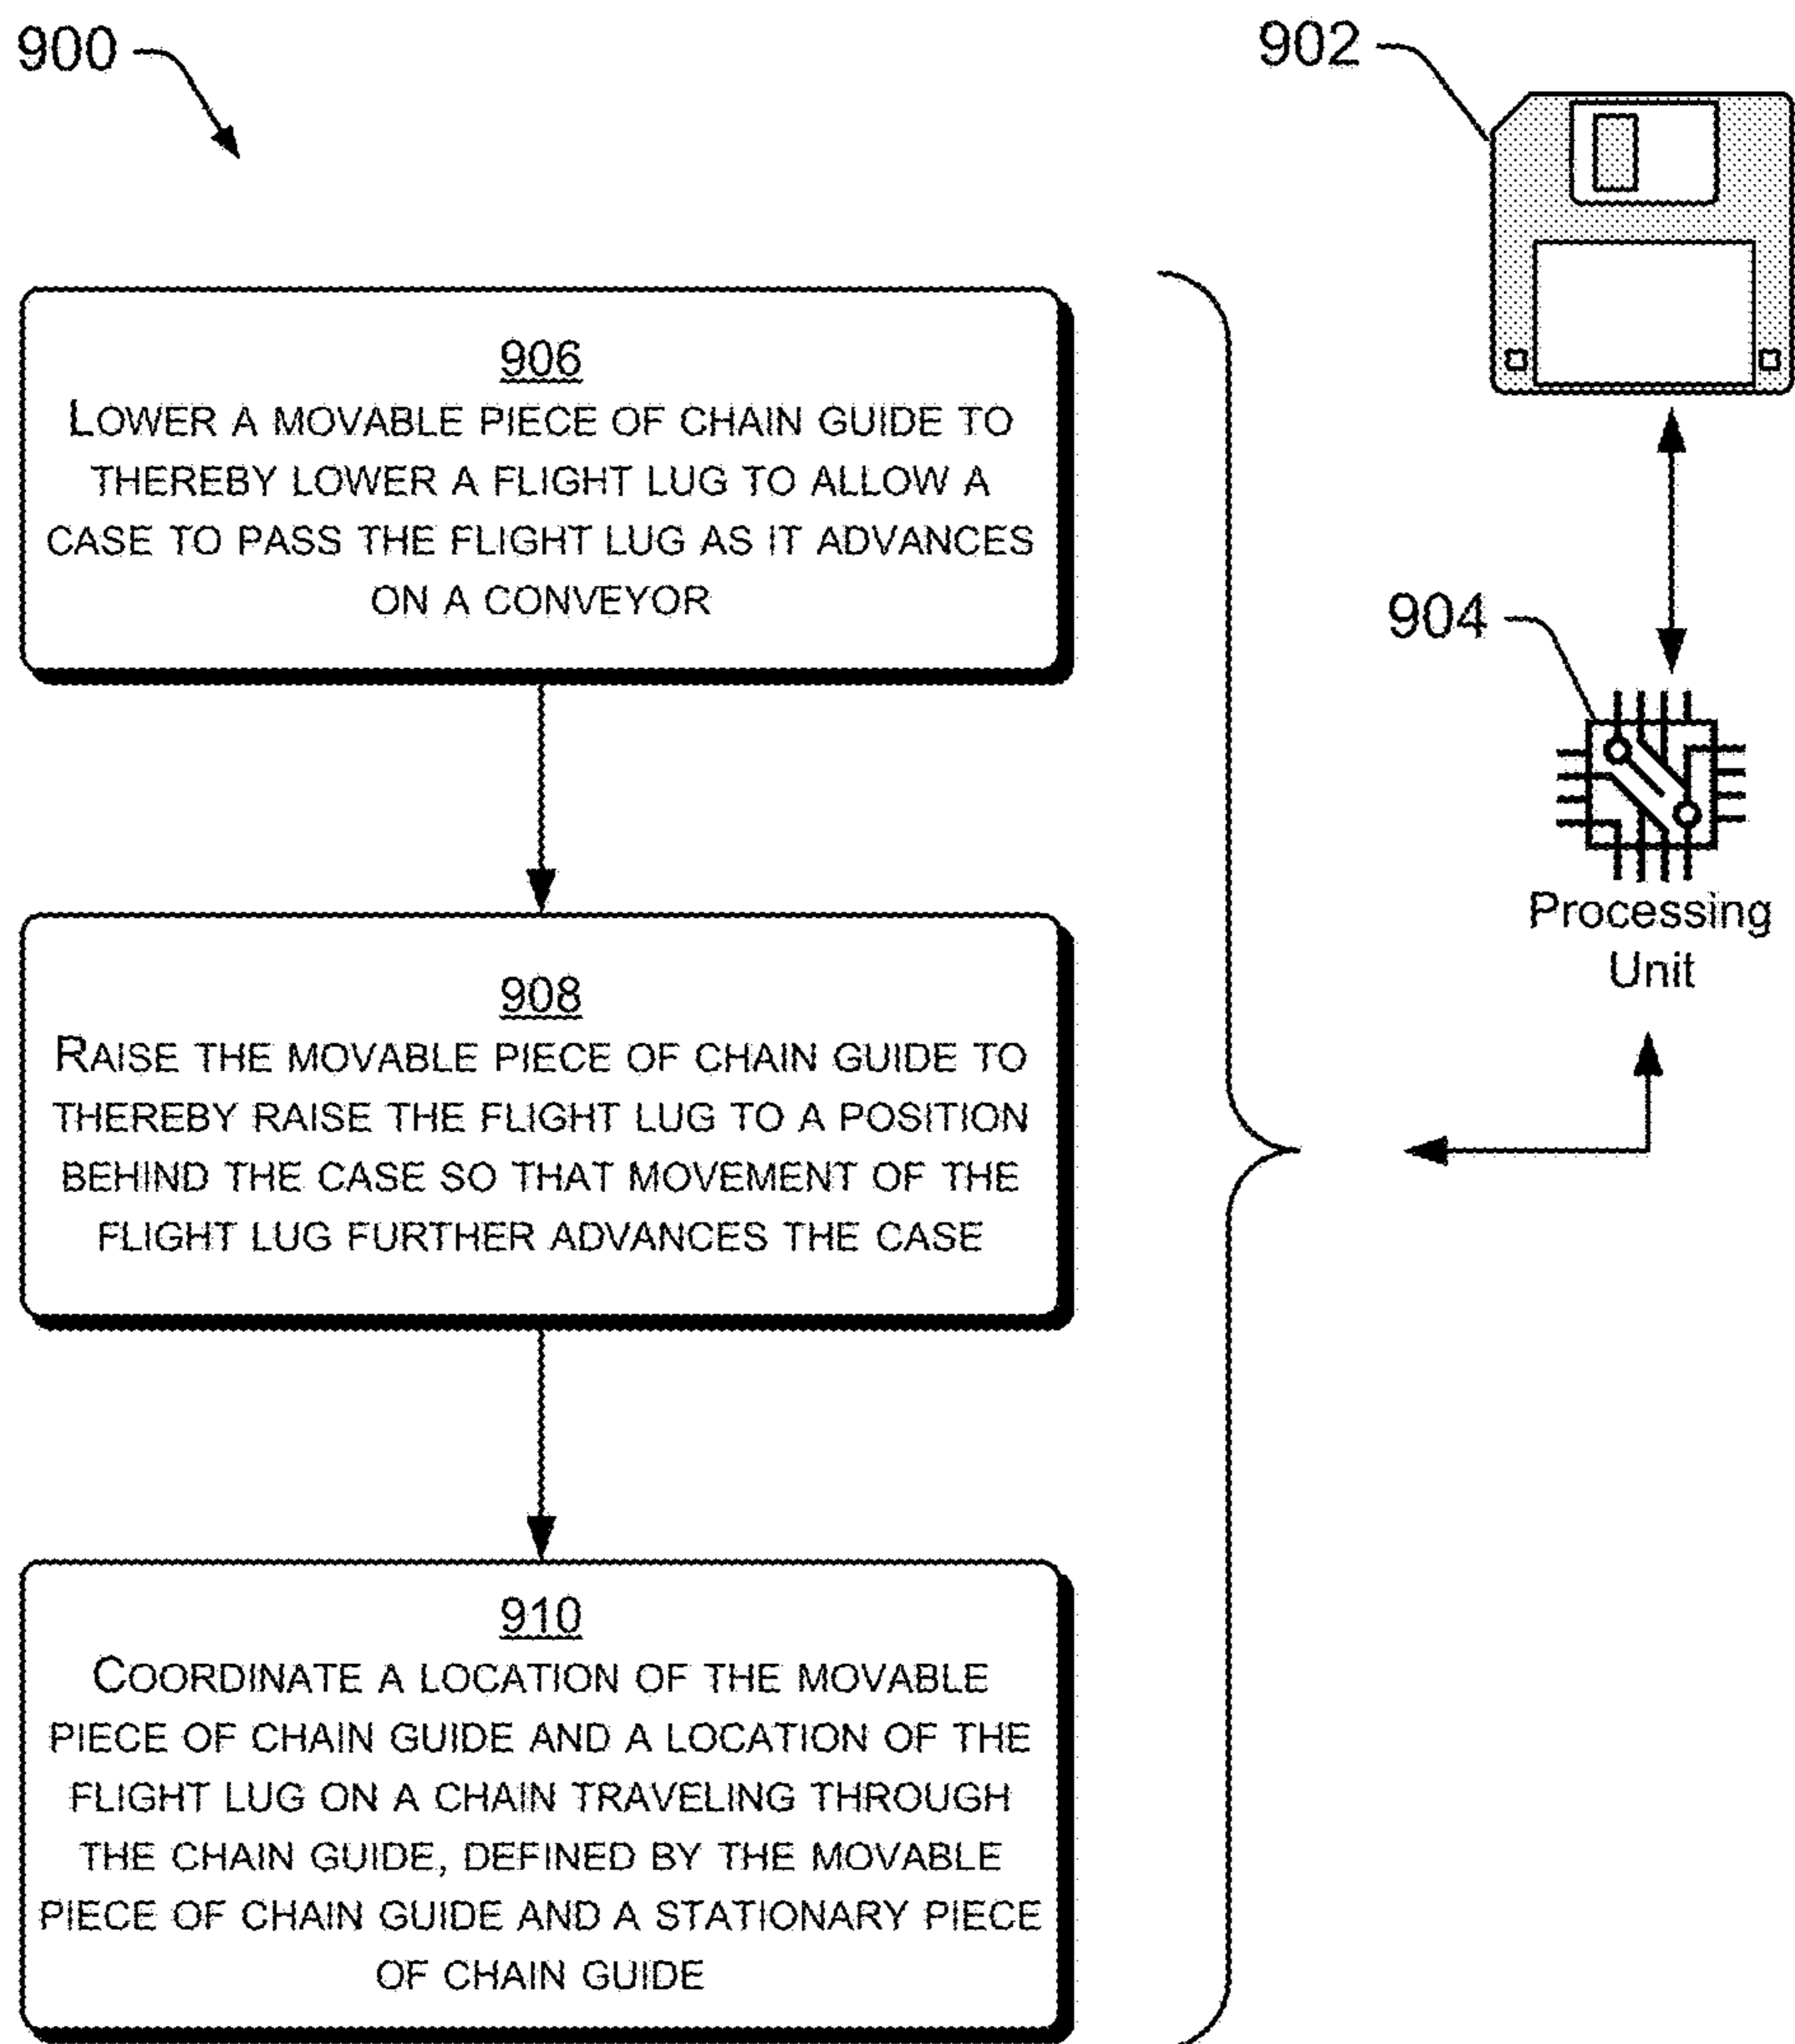 900
902
906
LOWER A MOVABLE PIECE OF CHAIN GUIDE TO
THEREBY LOWER A FLIGHT LUG TO ALLOW A
CASE TO PASS THE FLIGHT LUG AS IT ADVANCES
ON A CONVEYOR
904
Processing
Unit
908
RAISE THE MOVABLE PIECE OF CHAIN GUIDE TO
THEREBY RAISE THE FLIGHT LUG TO A POSITION
BEHIND THE CASE SO THAT MOVEMENT OF THE
FLIGHT LUG FURTHER ADVANCES THE CASE
910
COORDINATE A LOCATION OF THE MOVABLE
PIECE OF CHAIN GUIDE AND A LOCATION OF THE
FLIGHT LUG ON A CHAIN TRAVELING THROUGH
THE CHAIN GUIDE, DEFINED BY THE MOVABLE
PIECE OF CHAIN GUIDE AND A STATIONARY PIECE
OF CHAIN GUIDE